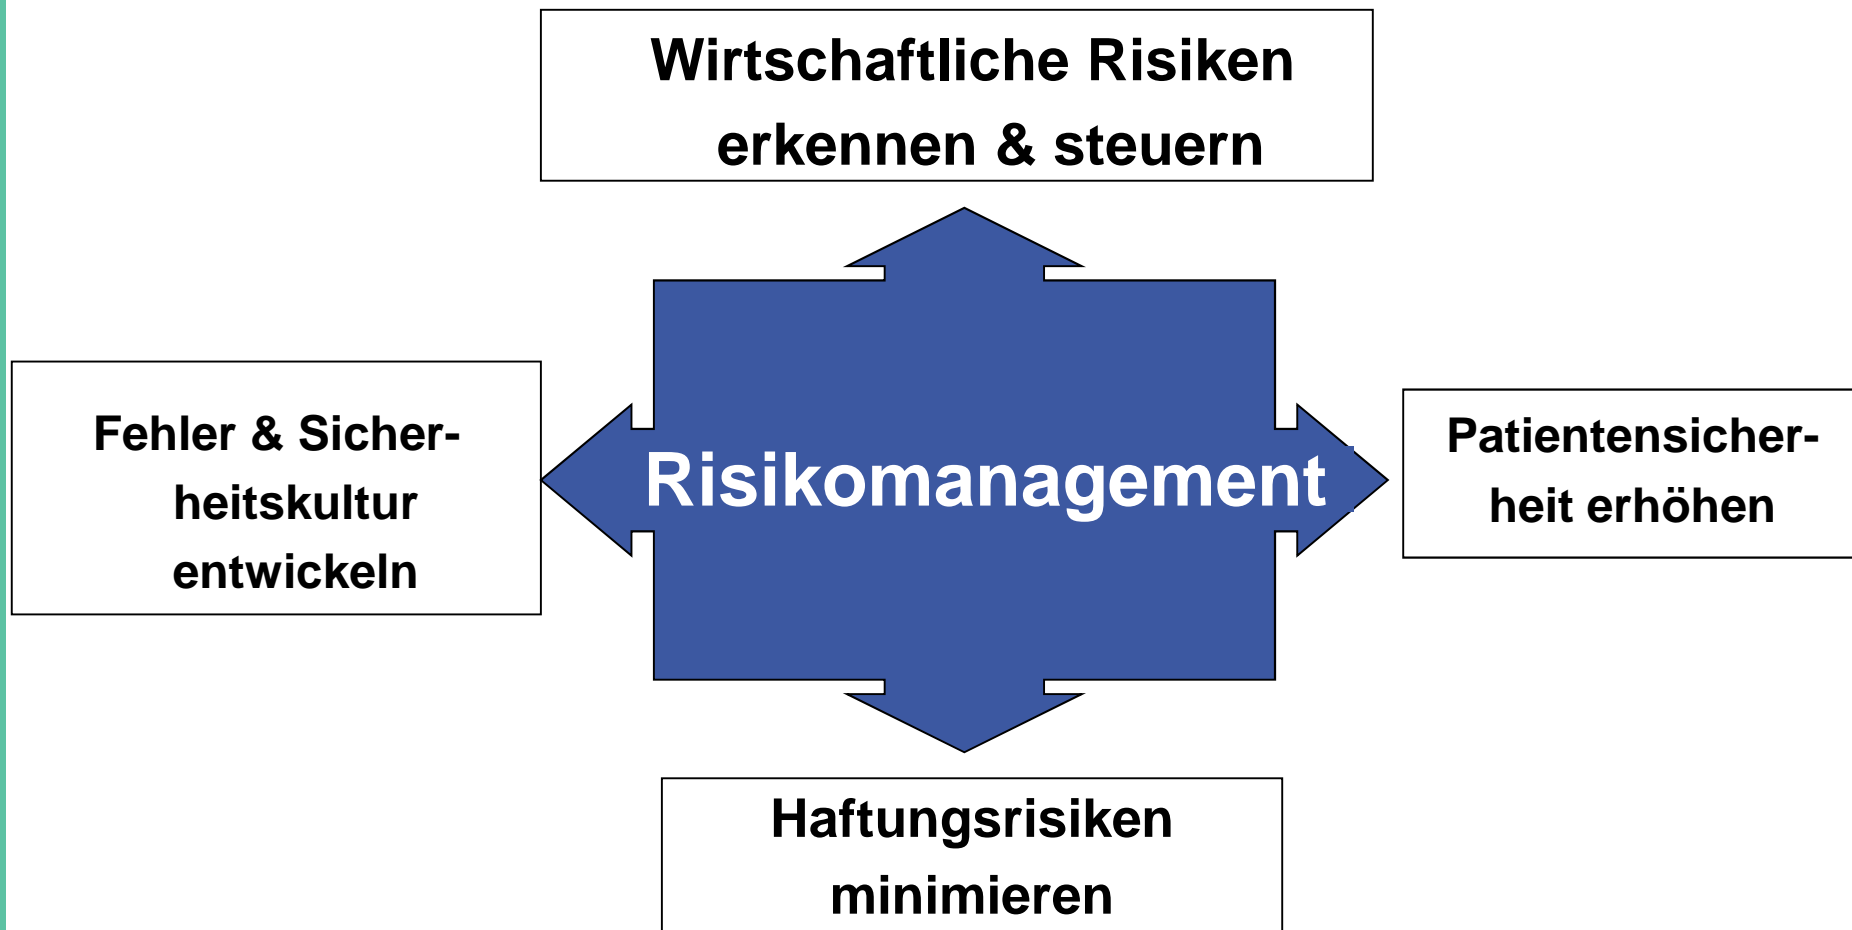 Wirtschaftliche Risiken
erkennen & steuern
Fehler & Sicher-
heitskultur
entwickeln
Risikomanagement
Patientensicher-
heit erhöhen
Haftungsrisiken
minimieren